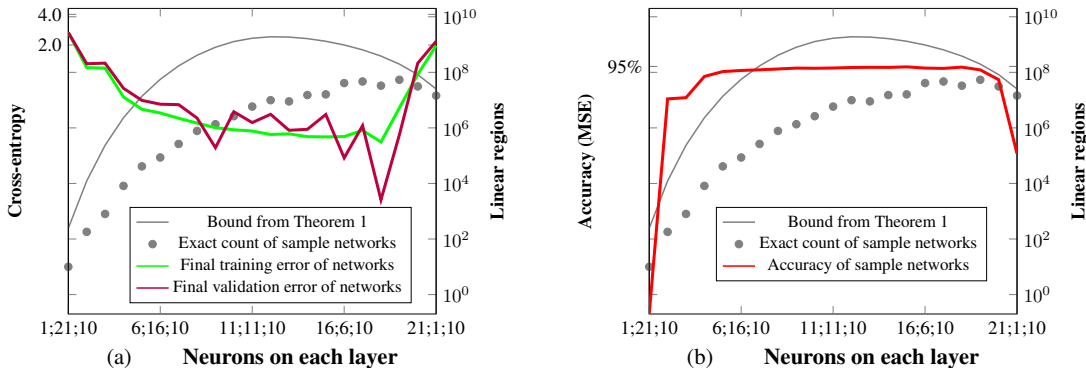 4.0
2.0
Cross-entropy
10^10
10^8
10^6
10^4
10^2
10^0
Linear regions
Bound from Theorem 1
Exact count of sample networks
Final training error of networks
Final validation error of networks
1;21;10 6;16;10 11;11;10 16;6;10 21;1;10
(a) Neurons on each layer
95%
Accuracy (MSE)
10^10
10^8
10^6
10^4
10^2
10^0
Linear regions
Bound from Theorem 1
Exact count of sample networks
Accuracy of sample networks
1;21;10 6;16;10 11;11;10 16;6;10 21;1;10
(b) Neurons on each layer